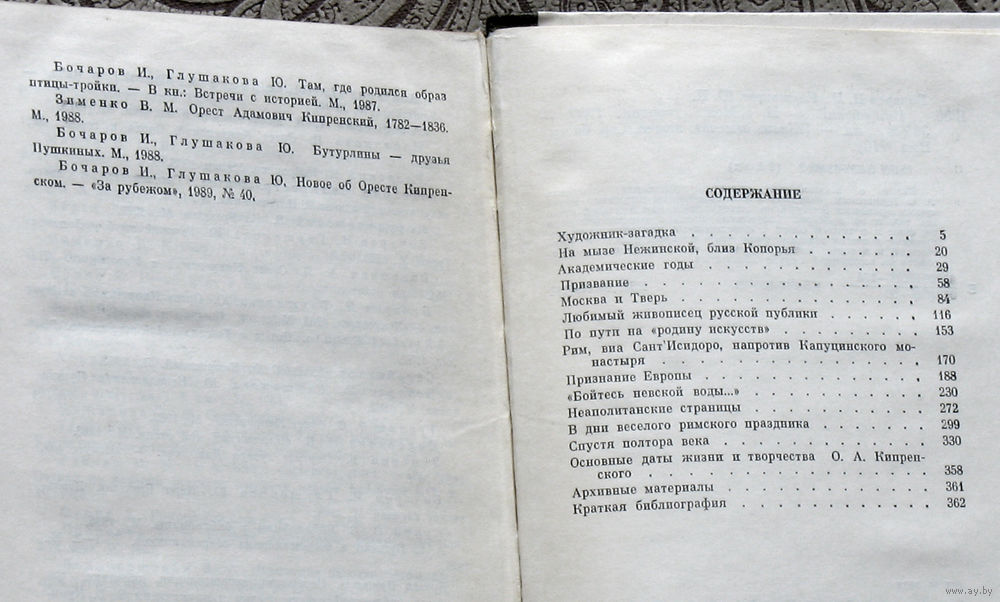 Бочаров И., Глушакова Ю. Там, где родился образ
птицы-тройки. — В кн.: Встречи с историей. М., 1987.
Зименко В. М. Орест Адамович Кипренский, 1782—1836.
М., 1988.
Бочаров И., Глушакова Ю. Бутурлины — друзья
Пушкиных. М., 1988.
Бочаров И., Глушакова Ю. Новое об Оресте Кипрен-
ском. — «За рубежом», 1989, № 40.
СОДЕРЖАНИЕ
Художник-загадка . . . . . . . . . . . . . . 5
На мызе Нежинской, близ Копорья . . . . . . . 20
Академические годы . . . . . . . . . . . . . 29
Призвание . . . . . . . . . . . . . . . . 58
Москва и Тверь . . . . . . . . . . . . . . 84
Любимый живописец русской публики . . . . . . 116
По пути на «родину искусств» . . . . . . . . . 153
Рим, виа Сант'Исидоро, напротив Капуцинского мо-
настыря . . . . . . . . . . . . . . . 170
Признание Европы . . . . . . . . . . . . . 188
«Бойтесь невской воды...» . . . . . . . . . . 230
Неаполитанские страницы . . . . . . . . . . . 272
В дни веселого римского праздника . . . . . . . 299
Спустя полтора века . . . . . . . . . . . . 330
Основные даты жизни и творчества О. А. Кипрен-
ского . . . . . . . . . . . . . . . . 358
Архивные материалы . . . . . . . . . . . . 361
Краткая библиография . . . . . . . . . . . . 362
www.ay.by